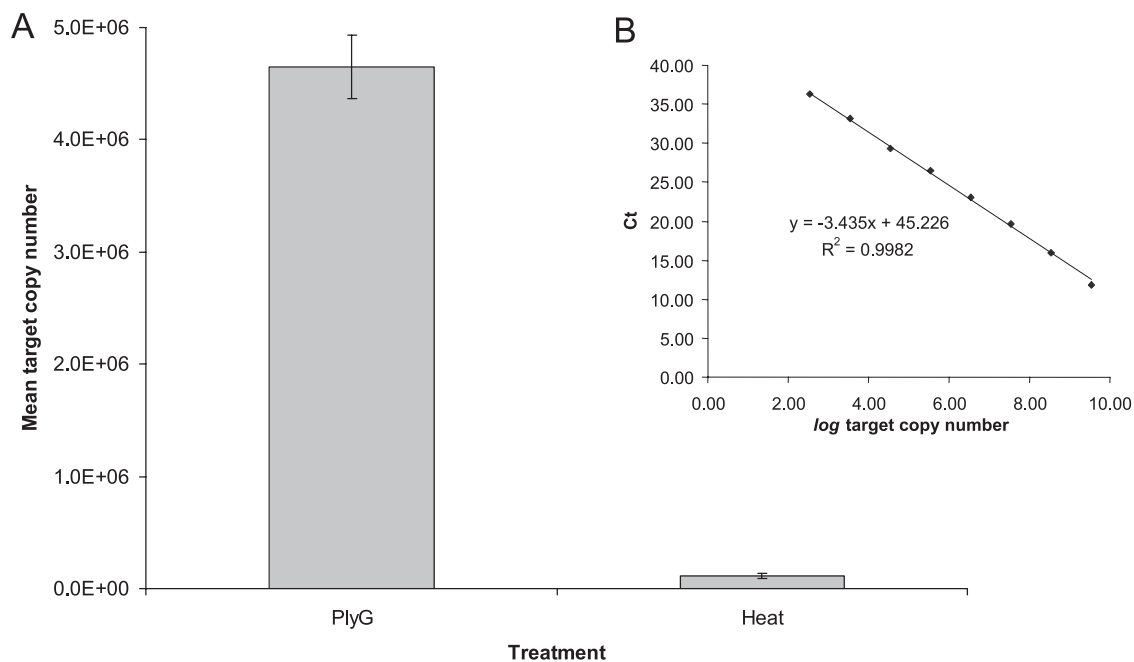 A
5.0E+06
4.0E+06
3.0E+06
2.0E+06
1.0E+06
0.0E+00
Mean target copy number
PlyG
Heat
Treatment
B
40.00
35.00
30.00
25.00
20.00
15.00
10.00
5.00
0.00
Ct
y = -3.435x + 45.226
R² = 0.9982
0.00 2.00 4.00 6.00 8.00 10.00
log target copy number